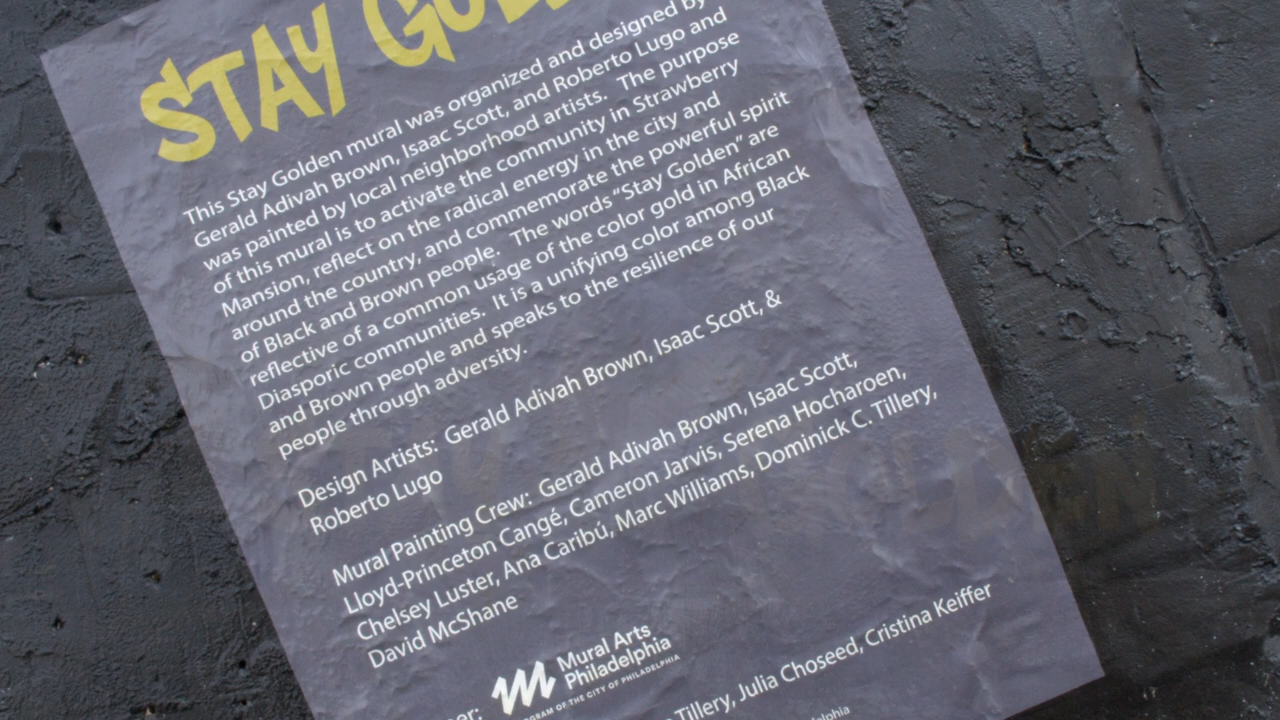 STAY GOLDEN
This Stay Golden mural was organized and designed by
Gerald Adivah Brown, Isaac Scott, and Roberto Lugo and
was painted by local neighborhood artists. The purpose
of this mural is to activate the community in Strawberry
Mansion, reflect on the radical energy in the city and
around the country, and commemorate the powerful spirit
of Black and Brown people. The words “Stay Golden” are
reflective of a common usage of the color gold in African
Diasporic communities. It is a unifying color among Black
and Brown people and speaks to the resilience of our
people through adversity.
Design Artists: Gerald Adivah Brown, Isaac Scott, &
Roberto Lugo
Mural Painting Crew: Gerald Adivah Brown, Isaac Scott,
Lloyd-Princeton Cangé, Cameron Jarvis, Serena Hocharoen,
Chelsey Luster, Ana Caribú, Marc Williams, Dominick C. Tillery,
David McShane
Mural Arts
Philadelphia
OF THE CITY OF PHILADELPHIA
Tillery, Julia Choseed, Cristina Keiffer